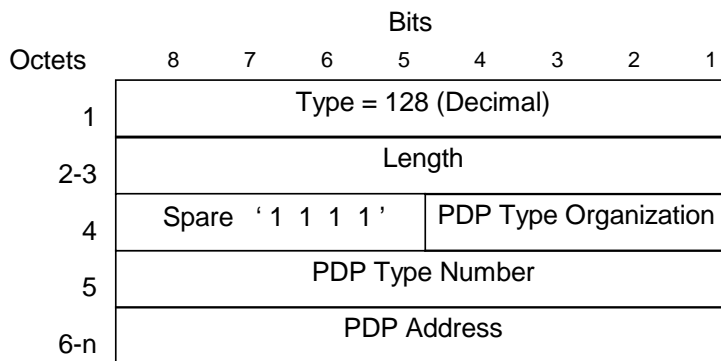 Bits
Octets 8 7 6 5 4 3 2 1
1 Type = 128 (Decimal)
2-3 Length
4 Spare ‘ 1 1 1 1 ’ PDP Type Organization
5 PDP Type Number
6-n PDP Address